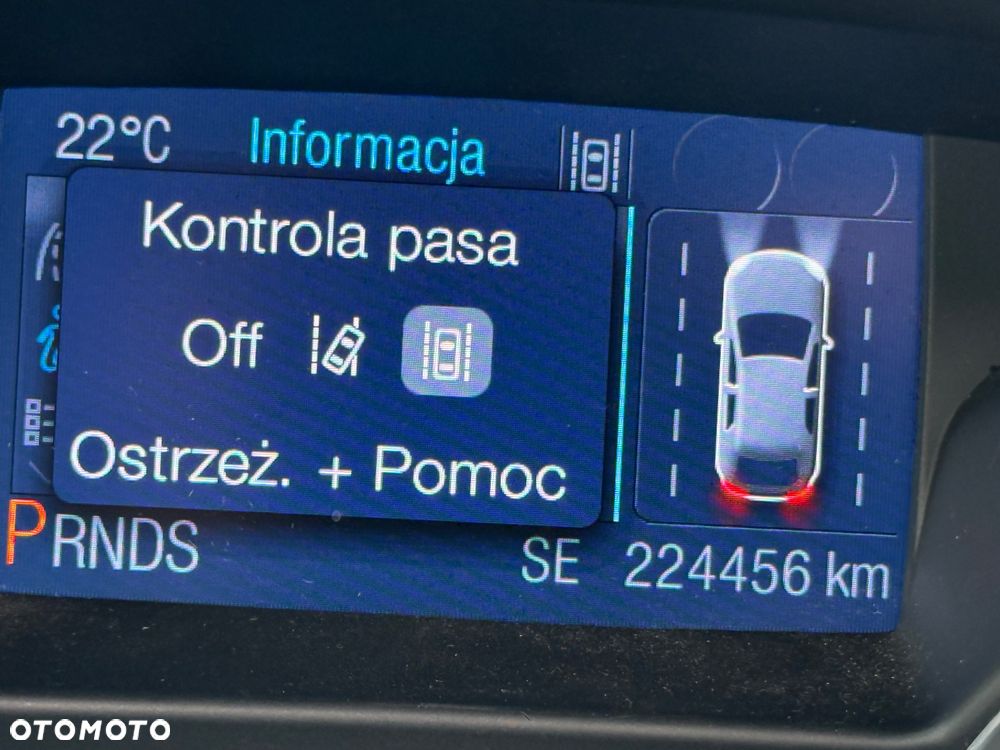 22°C Informacja
Kontrola pasa
Off
Ostrzeż. + Pomoc
PRNDS SE 224456 km
OTOMOTO